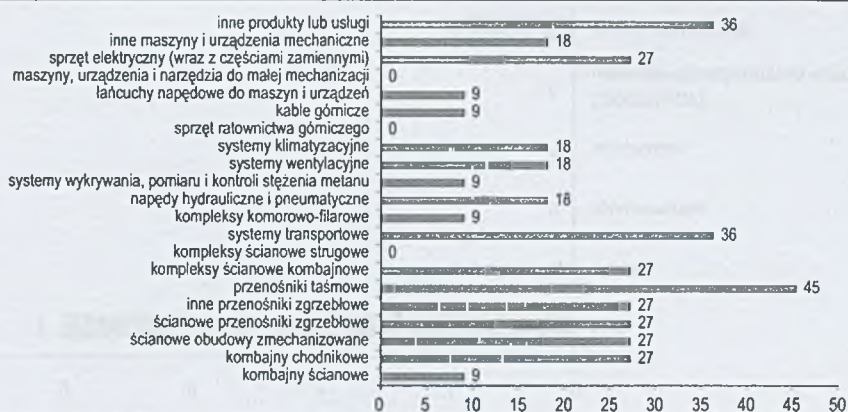 inne produkty lub usługi 36
inne maszyny i urządzenia mechaniczne 18
sprzęt elektryczny (wraz z częściami zamiennymi) 27
maszyny, urządzenia i narzędzia do małej mechanizacji 0
łańcuchy napędowe do maszyn i urządzeń 9
kable górnicze 9
sprzęt ratownictwa górniczego 0
systemy klimatyzacyjne 18
systemy wentylacyjne 18
systemy wykrywania, pomiaru i kontroli stężenia metanu 9
napędy hydrauliczne i pneumatyczne 18
kompleksy komorowo-filarowe 9
systemy transportowe 36
kompleksy ścianowe strugowe 0
kompleksy ścianowe kombajnowe 27
przenośniki taśmowe 45
inne przenośniki zgrzebłowe 27
ścianowe przenośniki zgrzebłowe 27
ścianowe obudowy zmechanizowane 27
kombajny chodnikowe 27
kombajny ścianowe 9
0 5 10 15 20 25 30 35 40 45 50